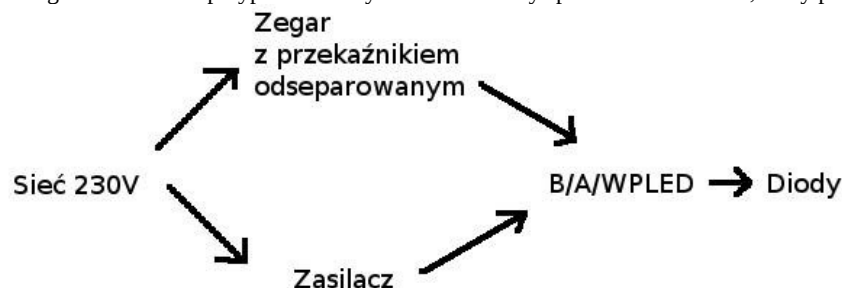 Zegar
z przekaźnikiem
odseparowanym
Sieć 230V
B/A/WPLED
Diody
Zasilacz